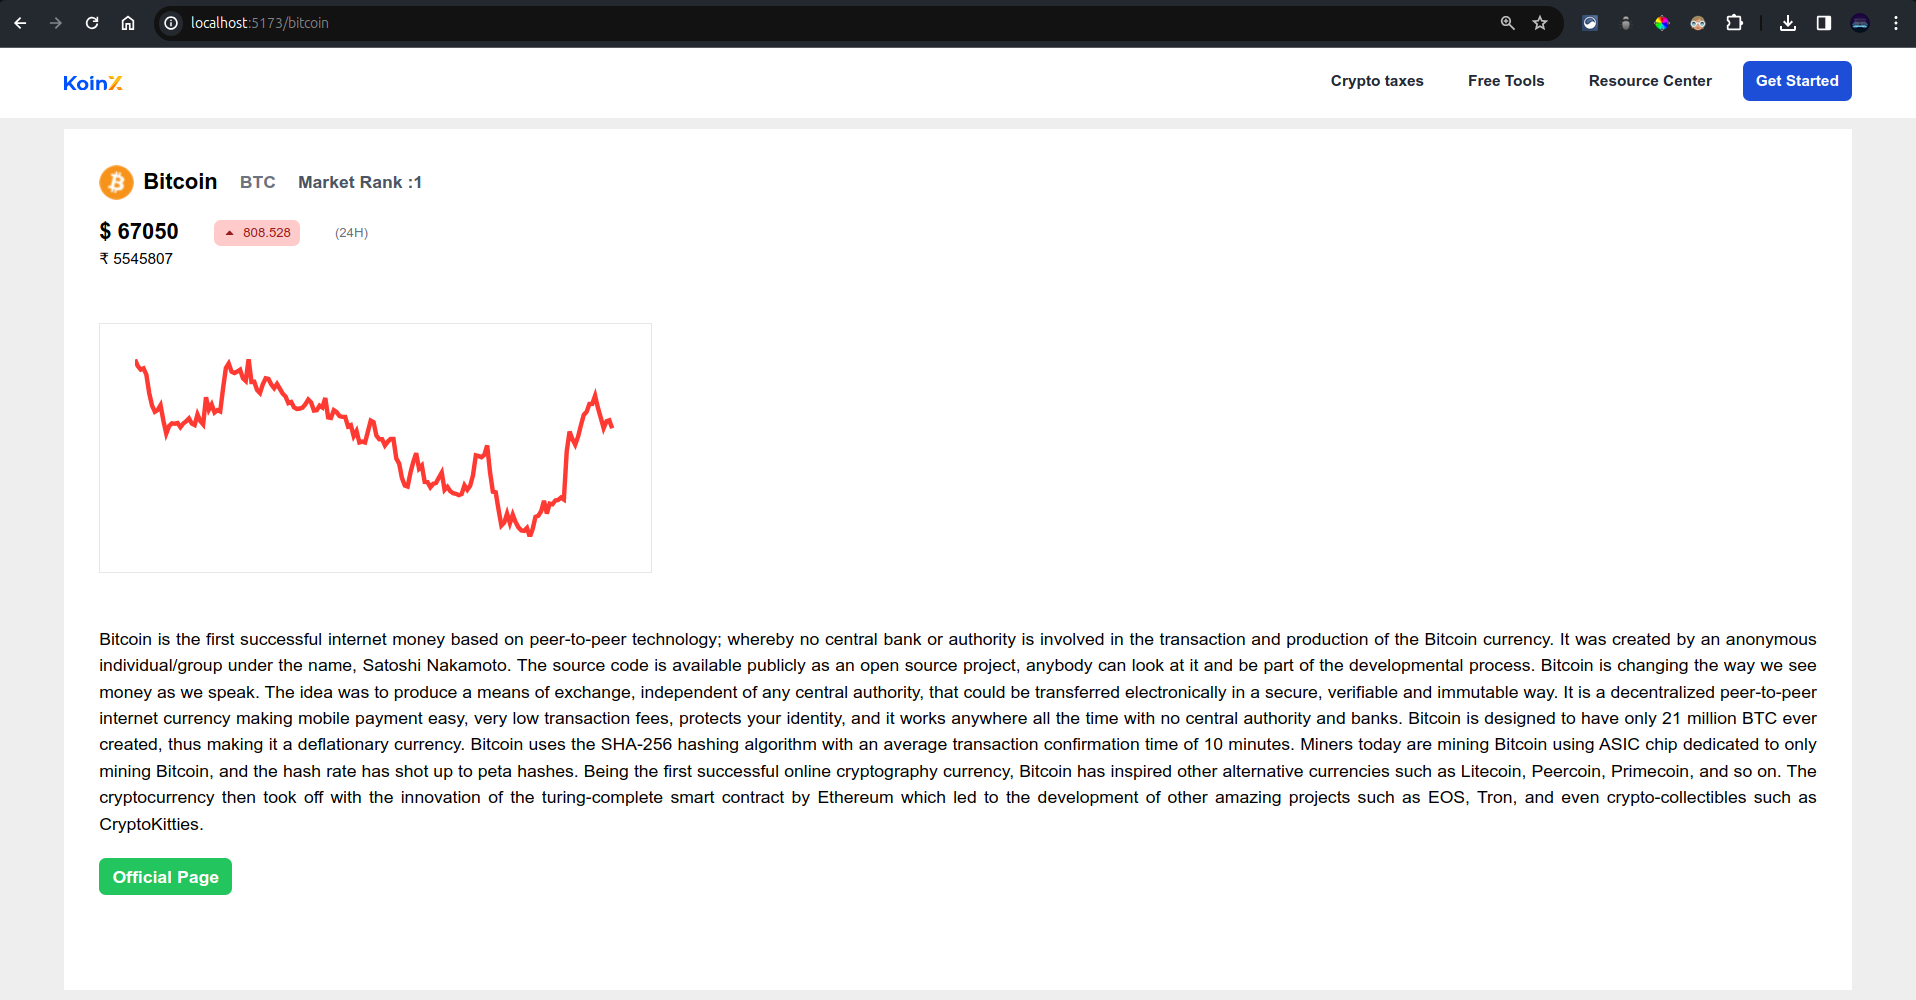 localhost:5173/bitcoin
KoinX
Crypto taxes Free Tools Resource Center Get Started
Bitcoin BTC Market Rank :1
$ 67050 808.528 (24H)
₹ 5545807
Bitcoin is the first successful internet money based on peer-to-peer technology; whereby no central bank or authority is involved in the transaction and production of the Bitcoin currency. It was created by an anonymous
individual/group under the name, Satoshi Nakamoto. The source code is available publicly as an open source project, anybody can look at it and be part of the developmental process. Bitcoin is changing the way we see
money as we speak. The idea was to produce a means of exchange, independent of any central authority, that could be transferred electronically in a secure, verifiable and immutable way. It is a decentralized peer-to-peer
internet currency making mobile payment easy, very low transaction fees, protects your identity, and it works anywhere all the time with no central authority and banks. Bitcoin is designed to have only 21 million BTC ever
created, thus making it a deflationary currency. Bitcoin uses the SHA-256 hashing algorithm with an average transaction confirmation time of 10 minutes. Miners today are mining Bitcoin using ASIC chip dedicated to only
mining Bitcoin, and the hash rate has shot up to peta hashes. Being the first successful online cryptography currency, Bitcoin has inspired other alternative currencies such as Litecoin, Peercoin, Primecoin, and so on. The
cryptocurrency then took off with the innovation of the turing-complete smart contract by Ethereum which led to the development of other amazing projects such as EOS, Tron, and even crypto-collectibles such as
CryptoKitties.
Official Page